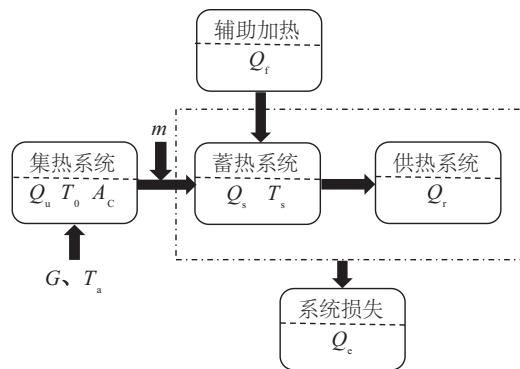 辅助加热
Qf
m
集热系统
Qu T0 AC
蓄热系统
Qs Ts
供热系统
Qr
G、Ta
系统损失
Qe